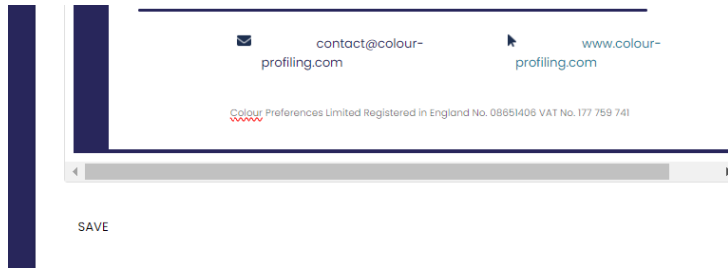 contact@colour-
profiling.com
www.colour-
profiling.com
Colour Preferences Limited Registered in England No. 08651406 VAT No. 177 759 741
SAVE